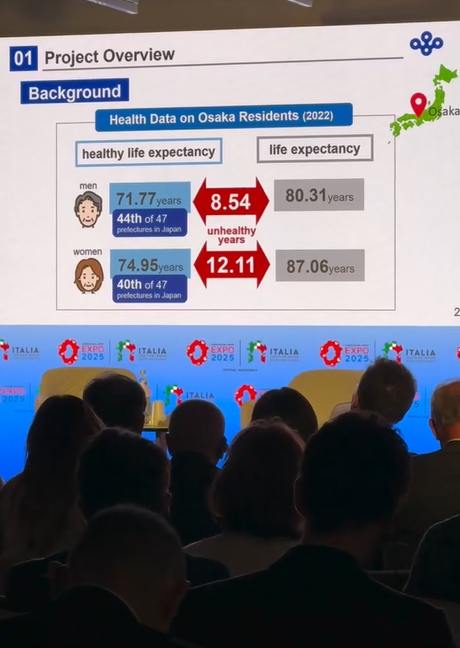 01 Project Overview
Background
Osaka
Health Data on Osaka Residents (2022)
healthy life expectancy
life expectancy
men
71.77years
8.54
80.31years
44th of 47
prefectures in Japan
unhealthy
years
women
74.95years
12.11
87.06years
40th of 47
prefectures in Japan
2
ITALIA
EXPO
2025
ITALIA
EXPO
2025
ITALIA
EXPO
2025
ITALIA
EXPO
ITALIA